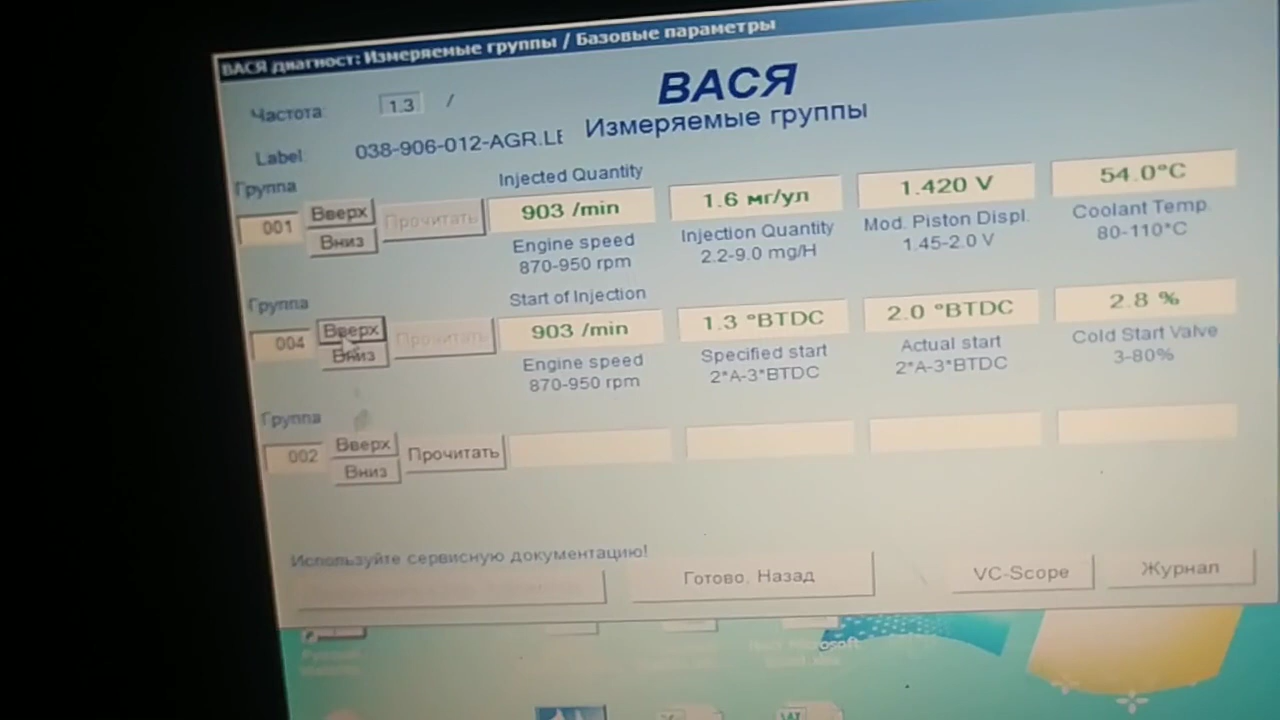 ВАСЯ диагност: Измеряемые группы / Базовые параметры
Частота: 1.3 /
ВАСЯ
Измеряемые группы
Label: 038-906-012-AGR.LE
Группа
001
Вверх
Вниз
Прочитать
Injected Quantity
903 /min
Engine speed
870-950 rpm
1.6 мг/ул
Injection Quantity
2.2-9.0 mg/H
1.420 V
Mod. Piston Displ.
1.45-2.0 V
54.0°C
Coolant Temp.
80-110°C
Группа
004
Вверх
Вниз
Прочитать
Start of Injection
903 /min
Engine speed
870-950 rpm
1.3 °BTDC
Specified start
2°A-3°BTDC
2.0 °BTDC
Actual start
2°A-3°BTDC
2.8 %
Cold Start Valve
3-80%
Группа
002
Вверх
Вниз
Прочитать
Используйте сервисную документацию!
Готово. Назад
VC-Scope
Журнал
Microsoft